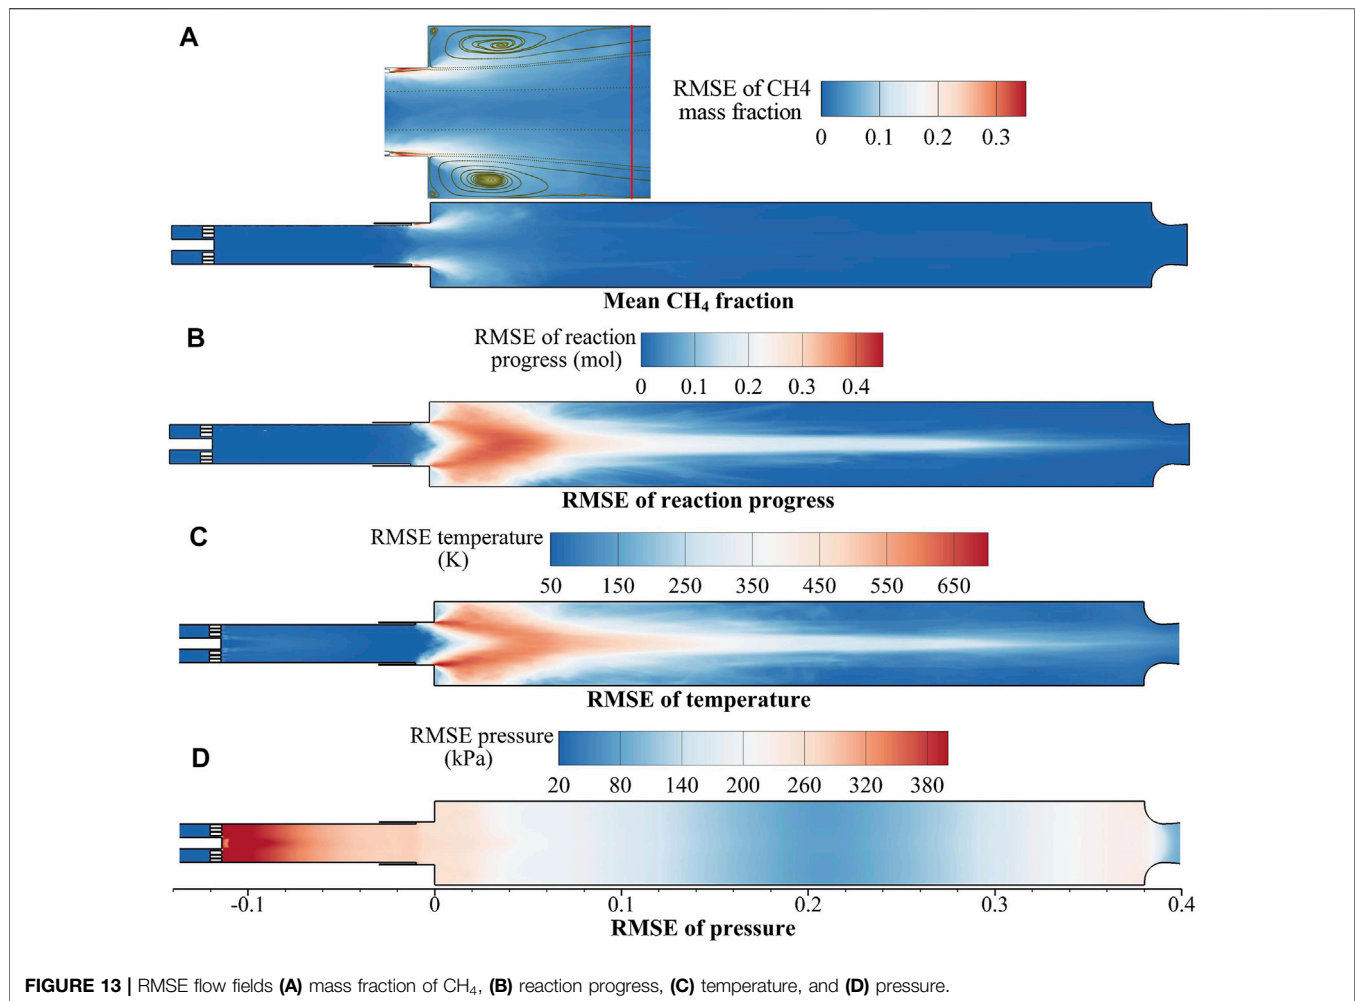 A
RMSE of CH4
mass fraction
0 0.1 0.2 0.3
Mean CH₄ fraction
B
RMSE of reaction
progress (mol)
0 0.1 0.2 0.3 0.4
RMSE of reaction progress
C
RMSE temperature
(K)
50 150 250 350 450 550 650
RMSE of temperature
D
RMSE pressure
(kPa)
20 80 140 200 260 320 380
-0.1 0 0.1 0.2 0.3 0.4
RMSE of pressure
FIGURE 13 | RMSE flow fields (A) mass fraction of CH₄, (B) reaction progress, (C) temperature, and (D) pressure.